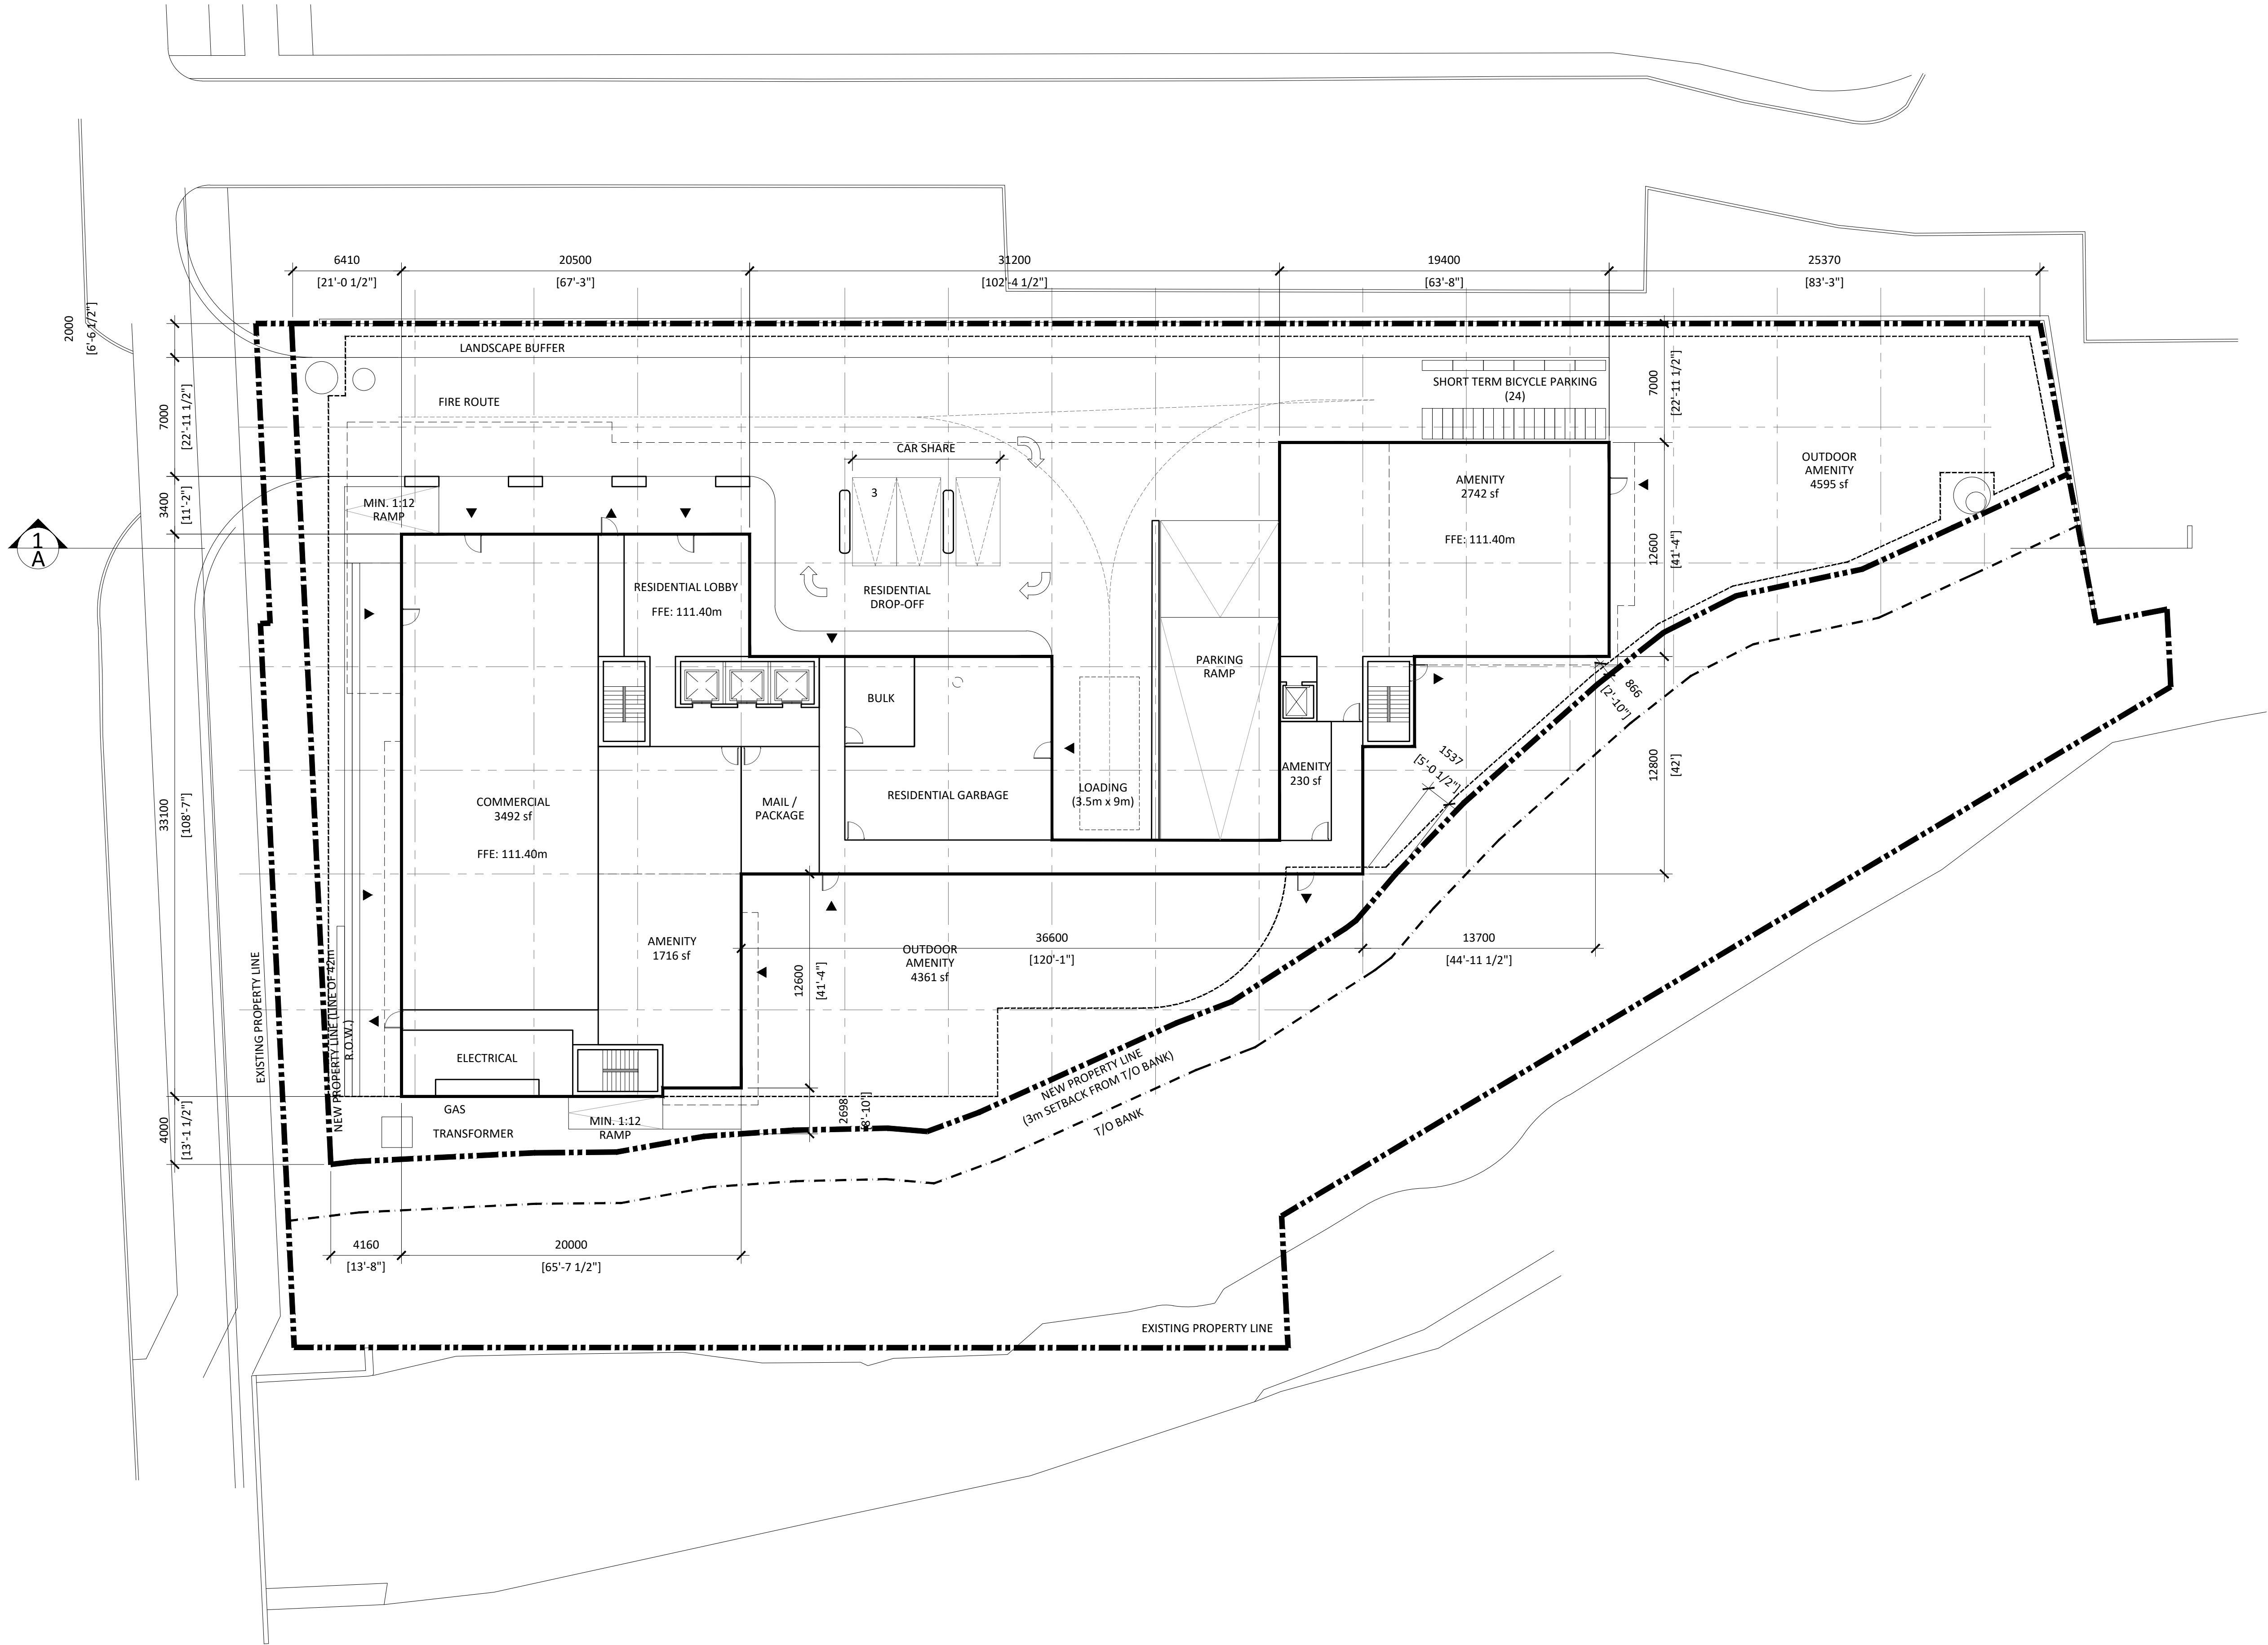 6410
[21'-0 1/2"]
20500
[67'-3"]
31200
[102'-4 1/2"]
19400
[63'-8"]
25370
[83'-3"]
2000
[6'-6 1/2"]
LANDSCAPE BUFFER
FIRE ROUTE
7000
[22'-11 1/2"]
SHORT TERM BICYCLE PARKING
(24)
7000
[22'-11 1/2"]
3400
[11'-2"]
MIN. 1:12
RAMP
CAR SHARE
3
AMENITY
2742 sf
FFE: 111.40m
OUTDOOR
AMENITY
4595 sf
12600
[41'-4"]
1
A
RESIDENTIAL LOBBY
FFE: 111.40m
RESIDENTIAL
DROP-OFF
PARKING
RAMP
BULK
866
[2'-10"]
1537
[5'-0 1/2"]
12800
[42']
33100
[108'-7"]
COMMERCIAL
3492 sf
FFE: 111.40m
MAIL /
PACKAGE
RESIDENTIAL GARBAGE
LOADING
(3.5m x 9m)
AMENITY
230 sf
AMENITY
1716 sf
OUTDOOR
AMENITY
4361 sf
36600
[120'-1"]
13700
[44'-11 1/2"]
12600
[41'-4"]
EXISTING PROPERTY LINE
NEW PROPERTY LINE (LINE OF 42m
R.O.W.)
ELECTRICAL
GAS
TRANSFORMER
MIN. 1:12
RAMP
2698
[8'-10"]
NEW PROPERTY LINE
(3m SETBACK FROM T/O BANK)
T/O BANK
4000
[13'-1 1/2"]
4160
[13'-8"]
20000
[65'-7 1/2"]
EXISTING PROPERTY LINE